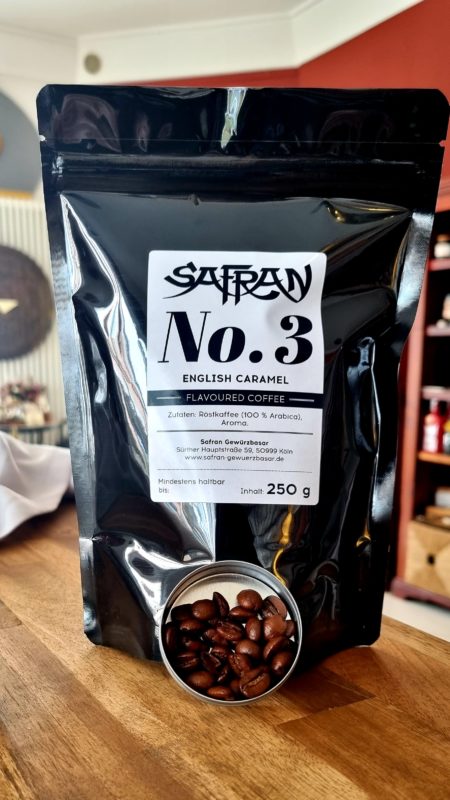 SAFRAN
No. 3
ENGLISH CARAMEL
FLAVOURED COFFEE
Zutaten: Röstkaffee (100 % Arabica),
Aroma.
Safran Gewürzbasar
Sürther Hauptstraße 59, 50999 Köln
www.safran-gewuerzbasar.de
Mindestens haltbar
bis:
Inhalt: 250 g